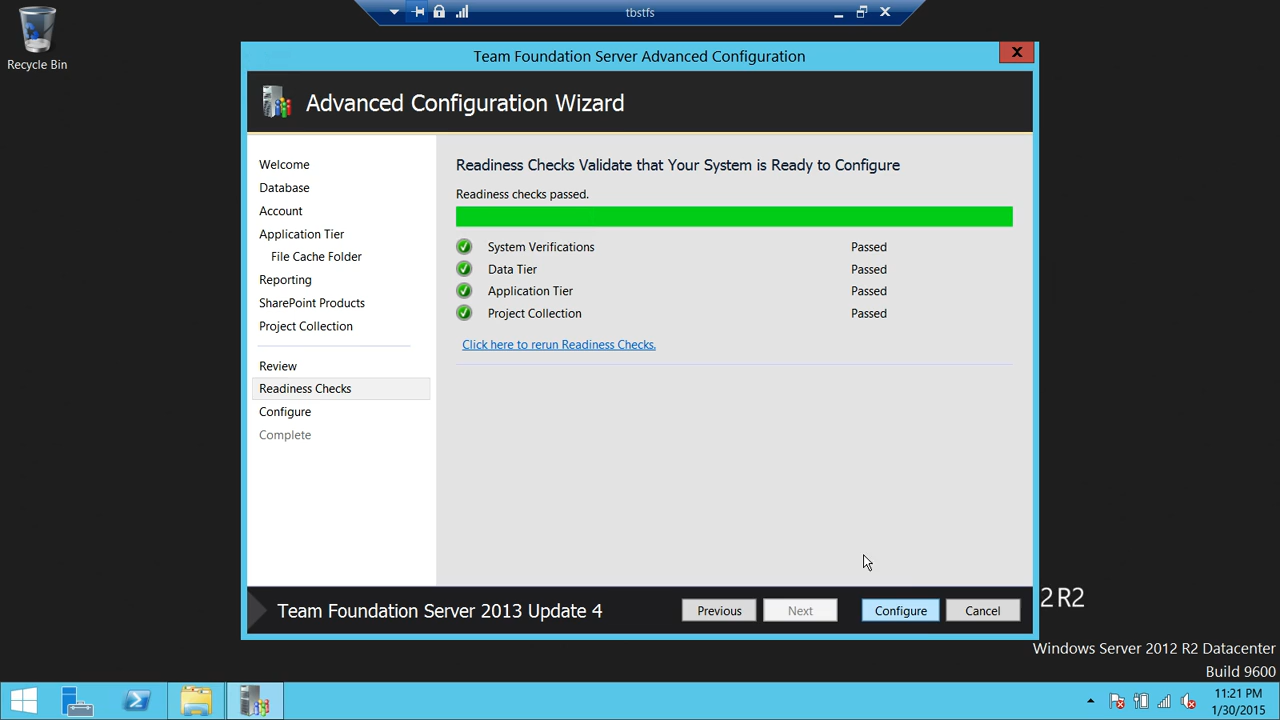 tbstfs
Recycle Bin
Team Foundation Server Advanced Configuration
X
Advanced Configuration Wizard
Welcome
Database
Account
Application Tier
File Cache Folder
Reporting
SharePoint Products
Project Collection
Review
Readiness Checks
Configure
Complete
Readiness Checks Validate that Your System is Ready to Configure
Readiness checks passed.
System Verifications Passed
Data Tier Passed
Application Tier Passed
Project Collection Passed
Click here to rerun Readiness Checks.
Team Foundation Server 2013 Update 4
Previous Next Configure Cancel
2 R2
Windows Server 2012 R2 Datacenter
Build 9600
11:21 PM
1/30/2015